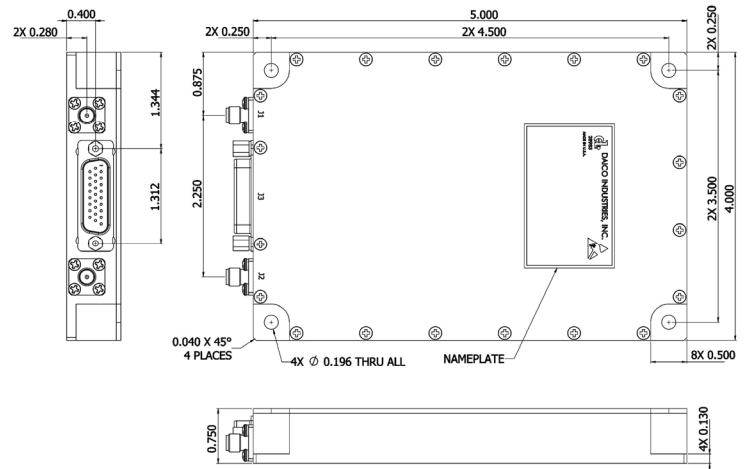 0.400
5.000
2X 0.280
2X 0.250
2X 4.500
2X 0.250
0.875
1.344
J1
1.312
2.250
J3
DAICO INDUSTRIES, INC.
MADE IN U.S.A.
2X 3.500
4.000
J2
0.040 X 45°
4 PLACES
4X Ø 0.196 THRU ALL
NAMEPLATE
8X 0.500
0.750
4X 0.130